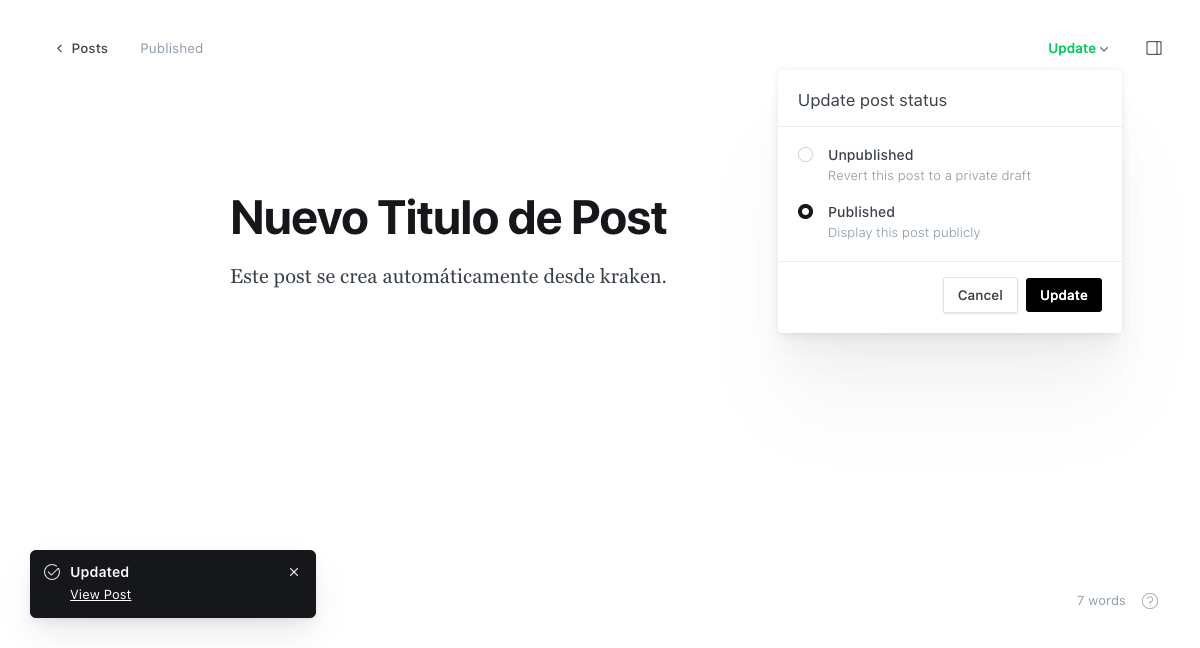 Posts
Published
Update
Update post status
Unpublished
Revert this post to a private draft
Published
Display this post publicly
Cancel
Update
Nuevo Titulo de Post
Este post se crea automáticamente desde kraken.
Updated
View Post
7 words
?